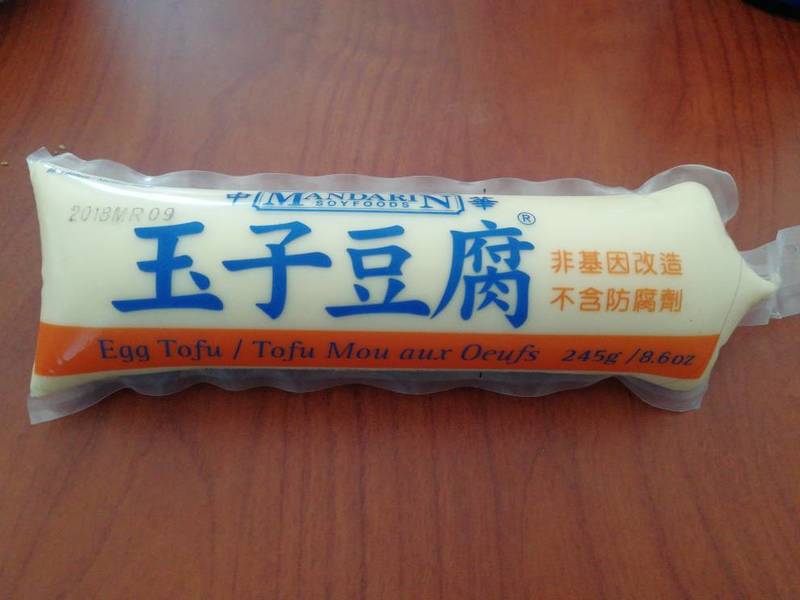 中 MANDARIN 華
SOYFOODS
2018MR09
玉子豆腐®
非基因改造
不含防腐劑
Egg Tofu / Tofu Mou aux Oeufs 245g /8.6oz